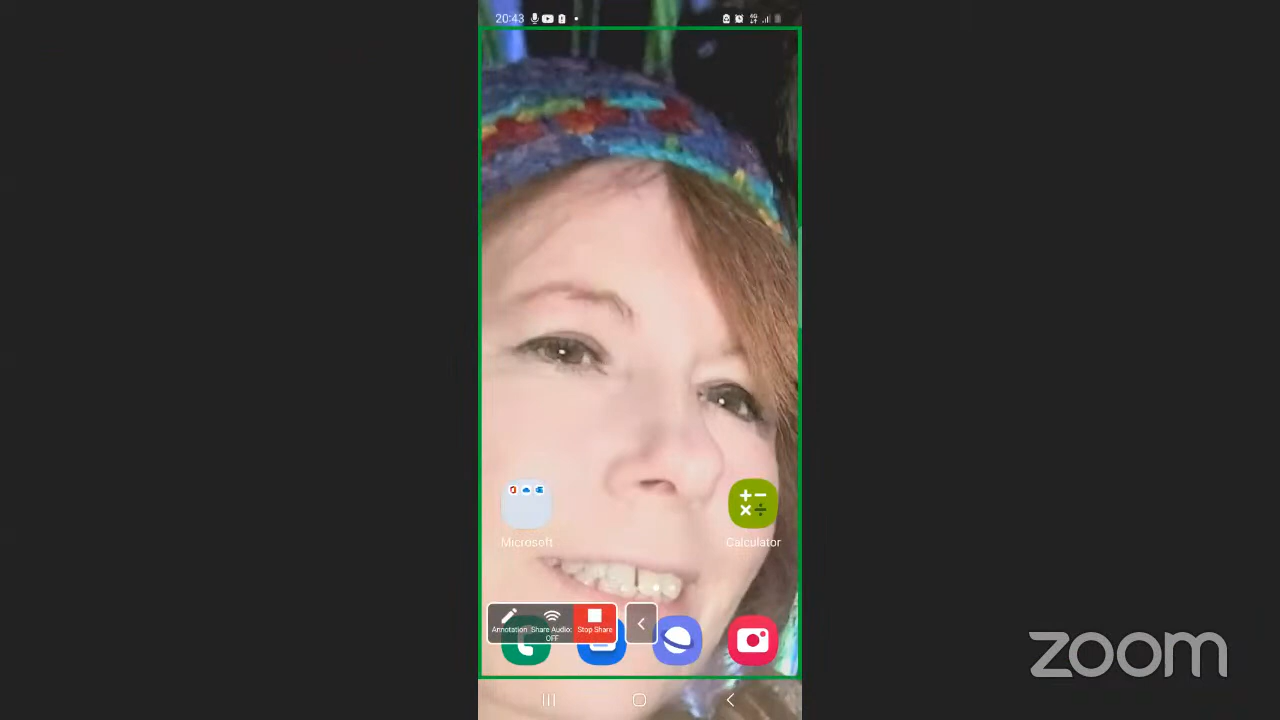 20:43
Microsoft
Calculator
Annotation Share Audio: OFF Stop Share
zoom